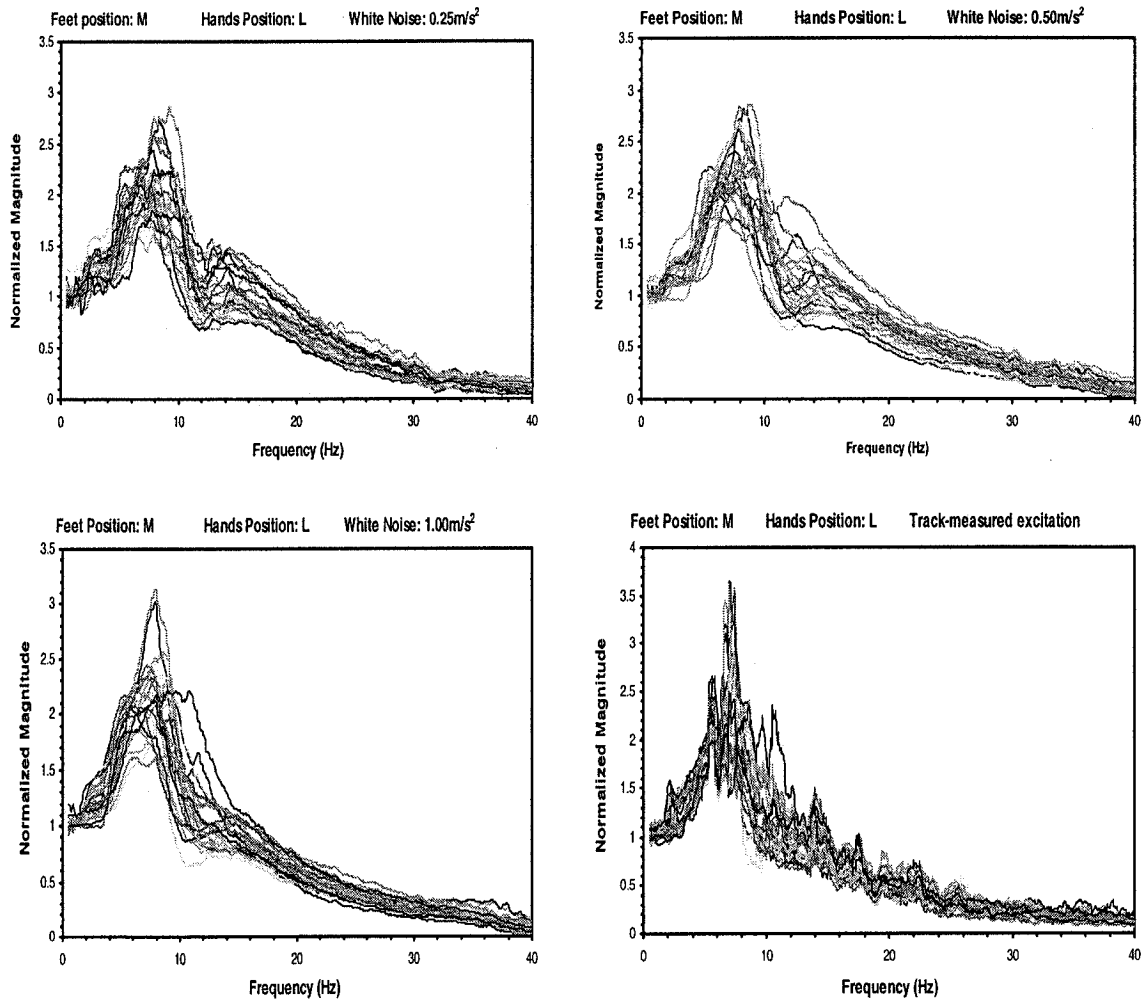 Feet position: M Hands Position: L White Noise: 0.25m/s²
3.5
3
2.5
2
1.5
1
0.5
0
Normalized Magnitude
0 10 20 30 40
Frequency (Hz)
Feet position: M Hands Position: L White Noise: 0.50m/s²
3.5
3
2.5
2
1.5
1
0.5
0
Normalized Magnitude
0 10 20 30 40
Frequency (Hz)
Feet Position: M Hands Position: L White Noise: 1.00m/s²
3.5
3
2.5
2
1.5
1
0.5
0
Normalized Magnitude
0 10 20 30 40
Frequency (Hz)
Feet Position: M Hands Position: L Track-measured excitation
4
3.5
3
2.5
2
1.5
1
0.5
0
Normalized Magnitude
0 10 20 30 40
Frequency (Hz)